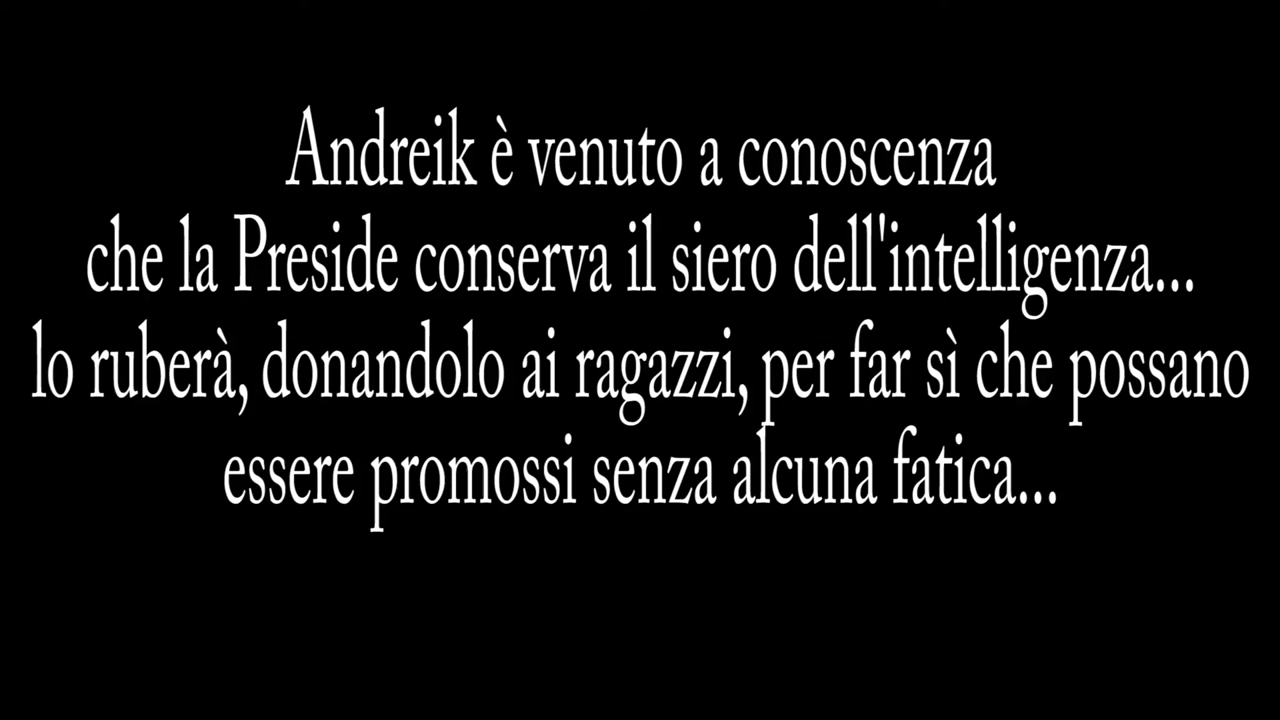 Andreik è venuto a conoscenza
che la Preside conserva il siero dell'intelligenza...
lo ruberà, donandolo ai ragazzi, per far sì che possano
essere promossi senza alcuna fatica...